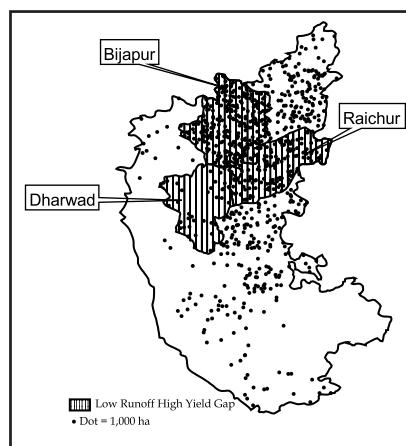 Bijapur
Raichur
Dharwad
Low Runoff High Yield Gap
• Dot = 1,000 ha